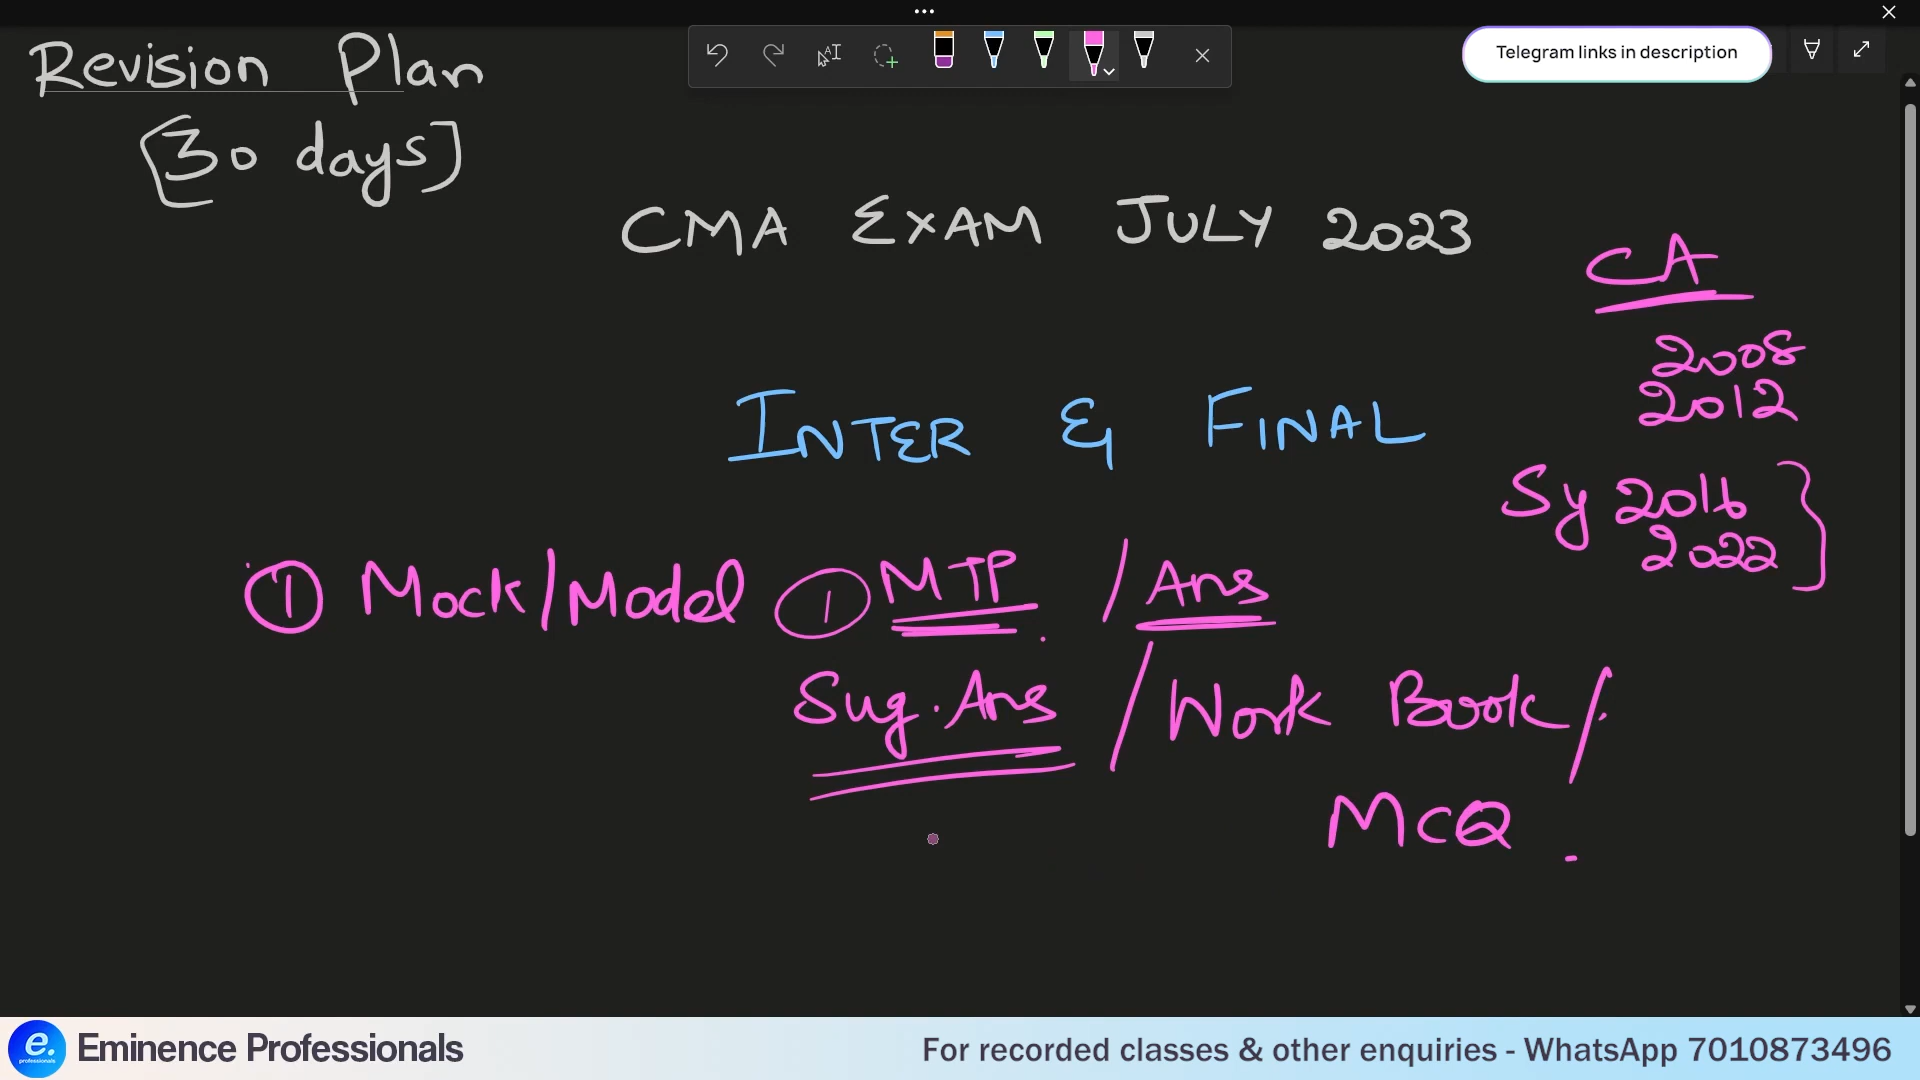 Telegram links in description
Revision Plan
[30 days]
CMA EXAM JULY 2023
CA
2008
2012
INTER & FINAL
Sy 2016
2022
① Mock/Model ① MTP / Ans
Sug. Ans / Work Book /
MCQ
e.
professionals
Eminence Professionals
For recorded classes & other enquiries - WhatsApp 7010873496